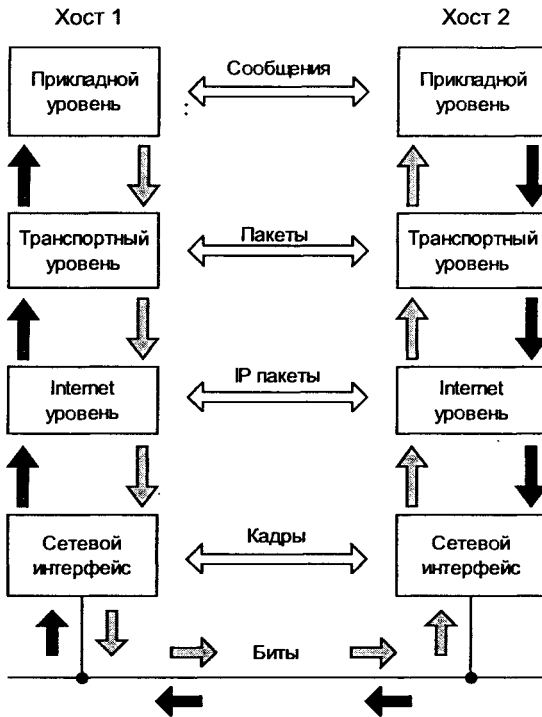 Хост 1
Хост 2
Прикладной
уровень
Сообщения
Прикладной
уровень
Транспортный
уровень
Пакеты
Транспортный
уровень
Internet
уровень
IP пакеты
Internet
уровень
Сетевой
интерфейс
Кадры
Сетевой
интерфейс
Биты